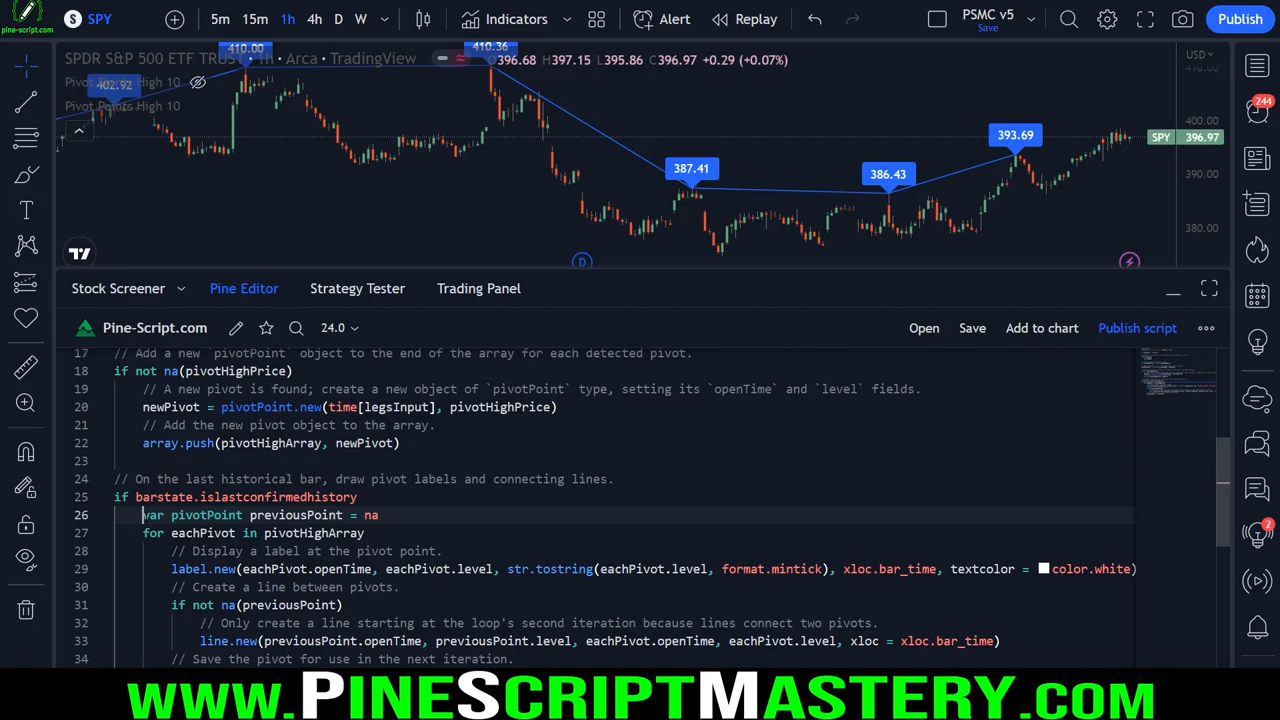 pine-script.com
SPY
5m 15m 1h 4h D W
Indicators
Alert
Replay
PSMC v5
Save
Publish
SPDR S&P 500 ETF TRUST · 1h · Arca · TradingView
396.68 H397.15 L395.86 C396.97 +0.29 (+0.07%)
USD
Pivot Points High 10
Pivot Points High 10
402.92
410.00
410.36
387.41
386.43
393.69
410.00
400.00
SPY 396.97
390.00
380.00
D
244
2
Stock Screener
Pine Editor
Strategy Tester
Trading Panel
Pine-Script.com
24.0
Open
Save
Add to chart
Publish script
17 // Add a new `pivotPoint` object to the end of the array for each detected pivot.
18 if not na(pivotHighPrice)
19 // A new pivot is found; create a new object of `pivotPoint` type, setting its `openTime` and `level` fields.
20 newPivot = pivotPoint.new(time[legsInput], pivotHighPrice)
21 // Add the new pivot object to the array.
22 array.push(pivotHighArray, newPivot)
23
24 // On the last historical bar, draw pivot labels and connecting lines.
25 if barstate.islastconfirmedhistory
26 var pivotPoint previousPoint = na
27 for eachPivot in pivotHighArray
28 // Display a label at the pivot point.
29 label.new(eachPivot.openTime, eachPivot.level, str.tostring(eachPivot.level, format.mintick), xloc.bar_time, textcolor = color.white)
30 // Create a line between pivots.
31 if not na(previousPoint)
32 // Only create a line starting at the loop's second iteration because lines connect two pivots.
33 line.new(previousPoint.openTime, previousPoint.level, eachPivot.openTime, eachPivot.level, xloc = xloc.bar_time)
34 // Save the pivot for use in the next iteration.
www.PineScriptMastery.com